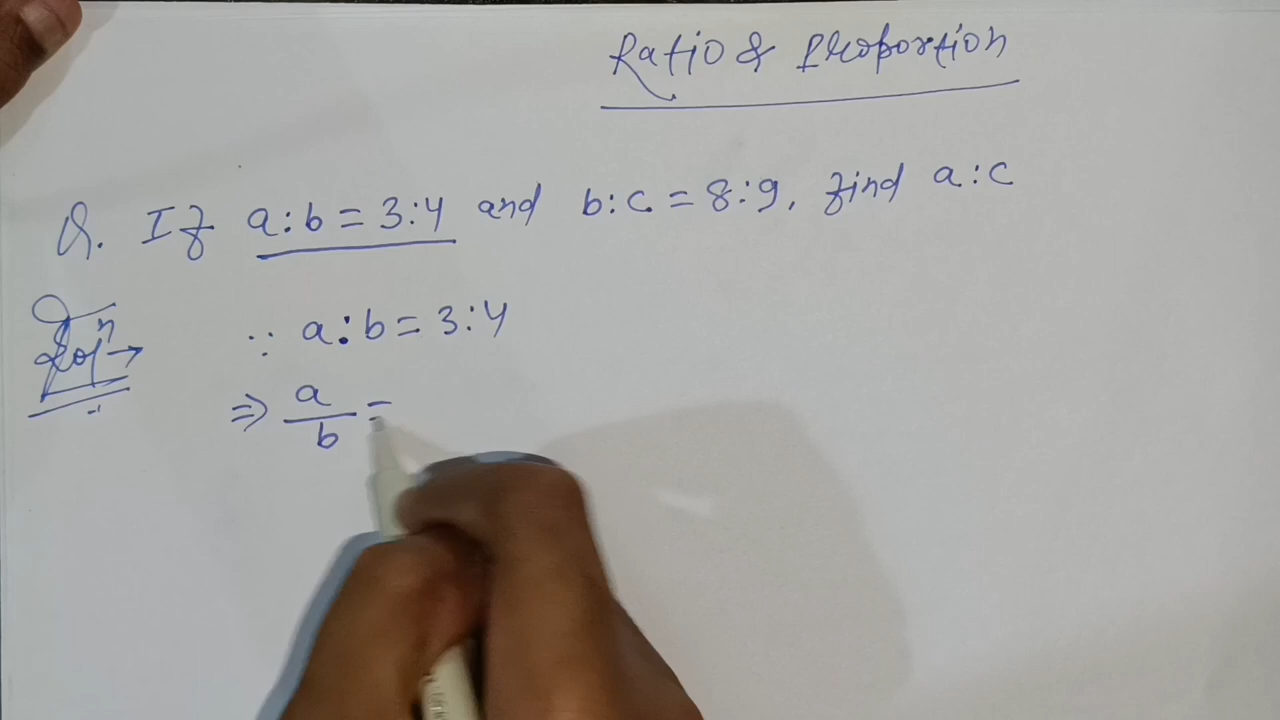 Ratio & Proportion
Q. If a:b = 3:4 and b:c = 8:9, find a:c
Solⁿ→ ∵ a:b = 3:4
⇒ a/b =